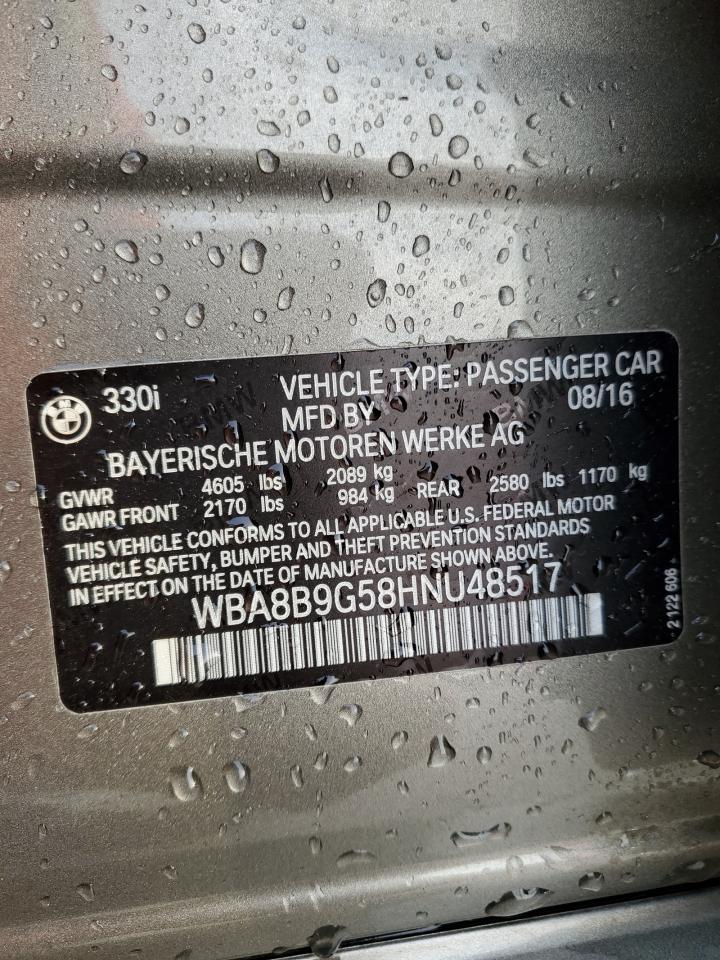 330i VEHICLE TYPE: PASSENGER CAR
MFD BY 08/16
BAYERISCHE MOTOREN WERKE AG
GVWR 4605 lbs 2089 kg
GAWR FRONT 2170 lbs 984 kg REAR 2580 lbs 1170 kg
THIS VEHICLE CONFORMS TO ALL APPLICABLE U.S. FEDERAL MOTOR
VEHICLE SAFETY, BUMPER AND THEFT PREVENTION STANDARDS
IN EFFECT ON THE DATE OF MANUFACTURE SHOWN ABOVE.
WBA8B9G58HNU48517
2 122 606